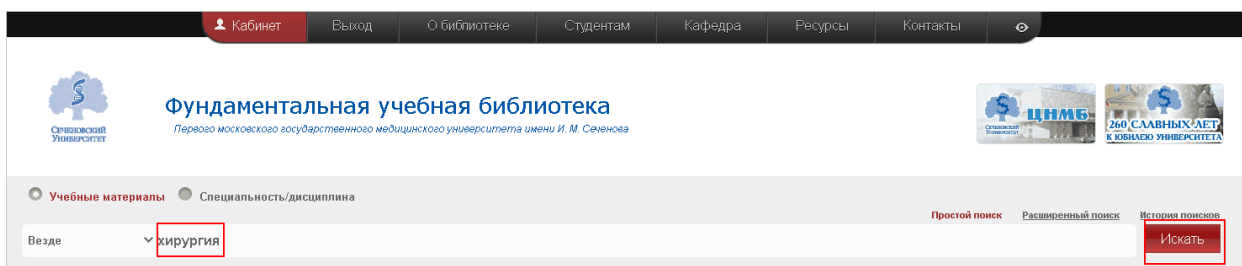 Кабинет Выход О библиотеке Студентам Кафедра Ресурсы Контакты
Сеченовский
Университет
Фундаментальная учебная библиотека
Первого московского государственного медицинского университета имени И. М. Сеченова
Сеченовский
Университет
ЦНМБ
260 СЛАВНЫХ ЛЕТ
К ЮБИЛЕЮ УНИВЕРСИТЕТА
Учебные материалы Специальность/дисциплина
Простой поиск Расширенный поиск История поисков
Везде хирургия Искать